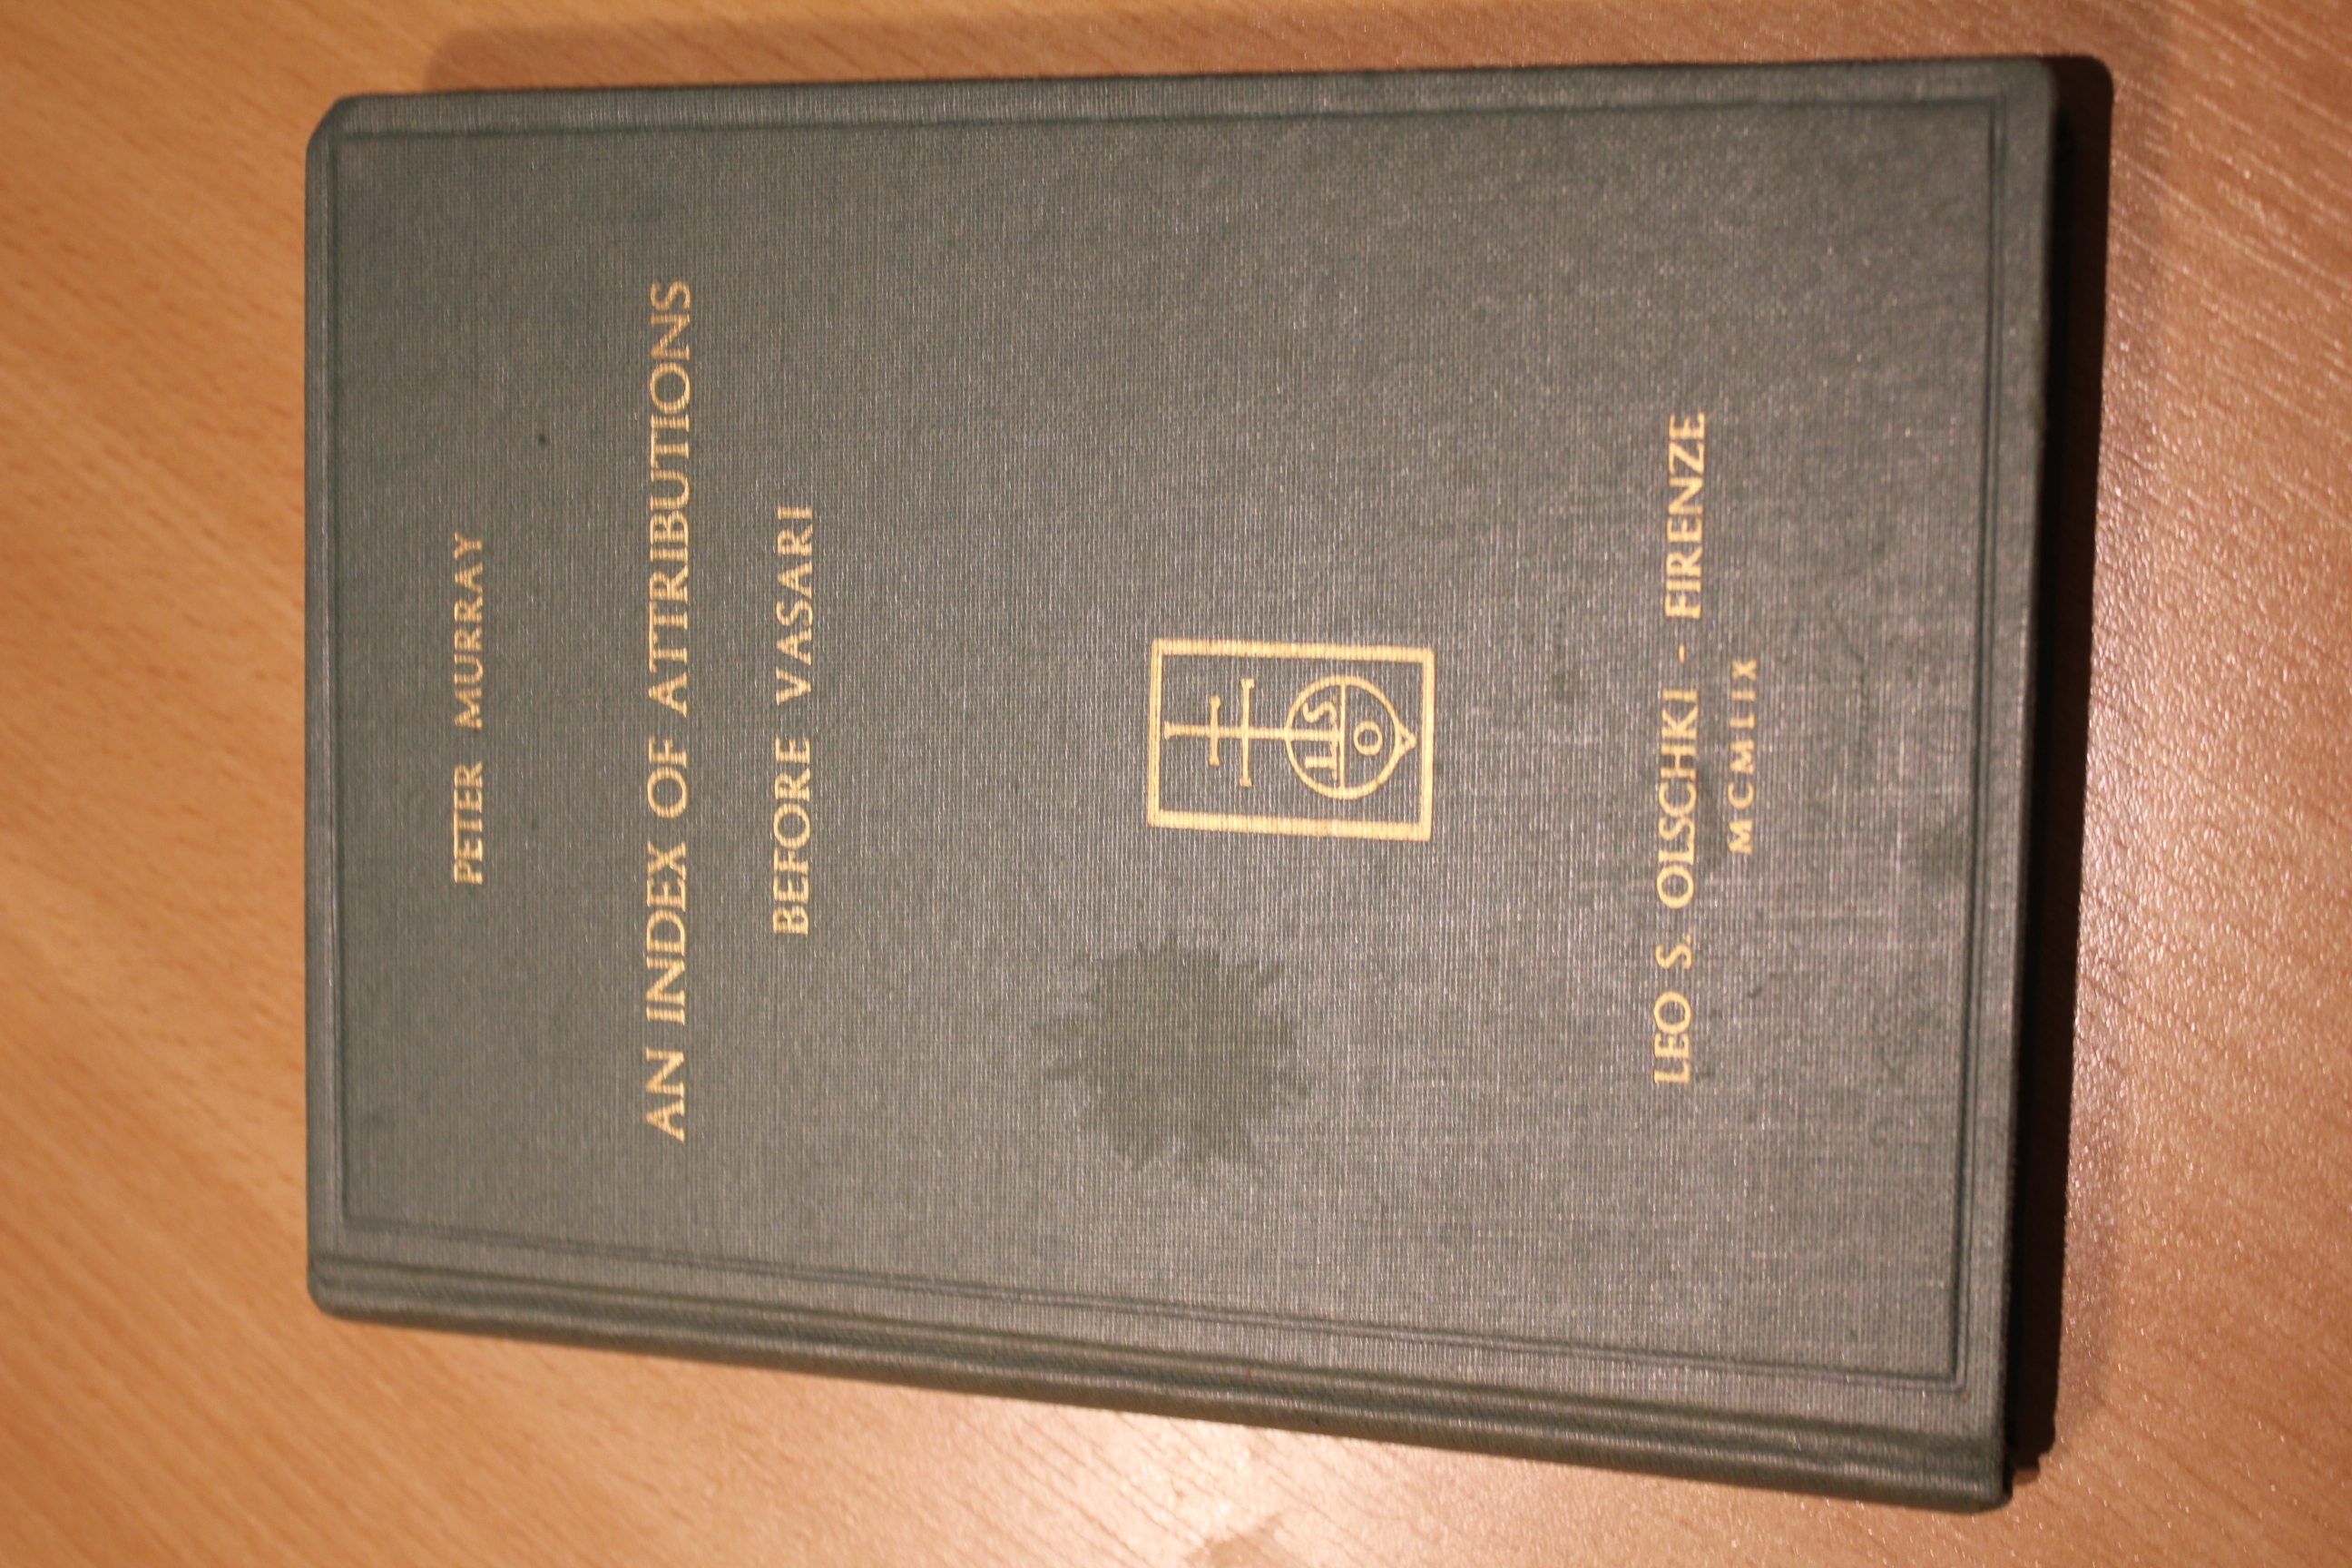 PETER MURRAY
AN INDEX OF ATTRIBUTIONS
BEFORE VASARI
L S
O
LEO S. OLSCHKI - FIRENZE
MCMLIX